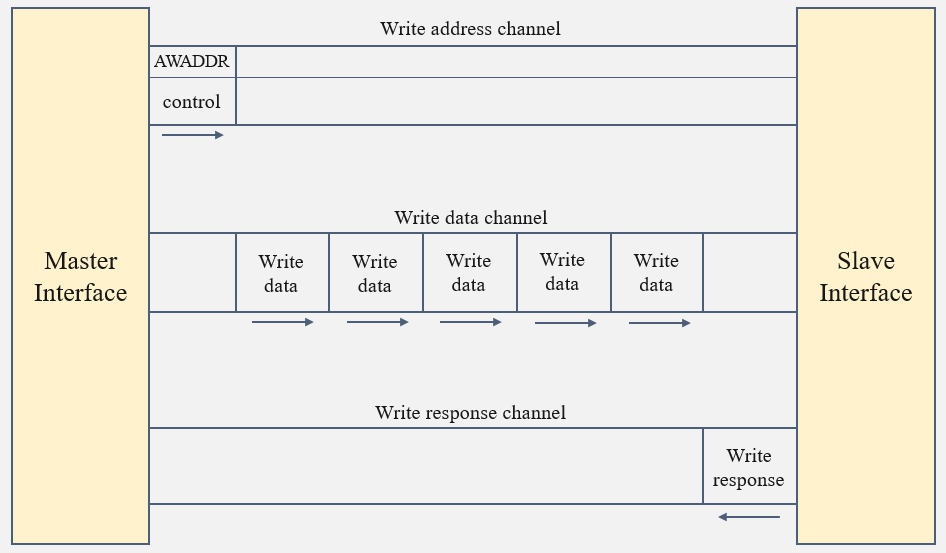 Write address channel
AWADDR
control
Write data channel
Master
Interface
Write
data
Write
data
Write
data
Write
data
Write
data
Slave
Interface
Write response channel
Write
response